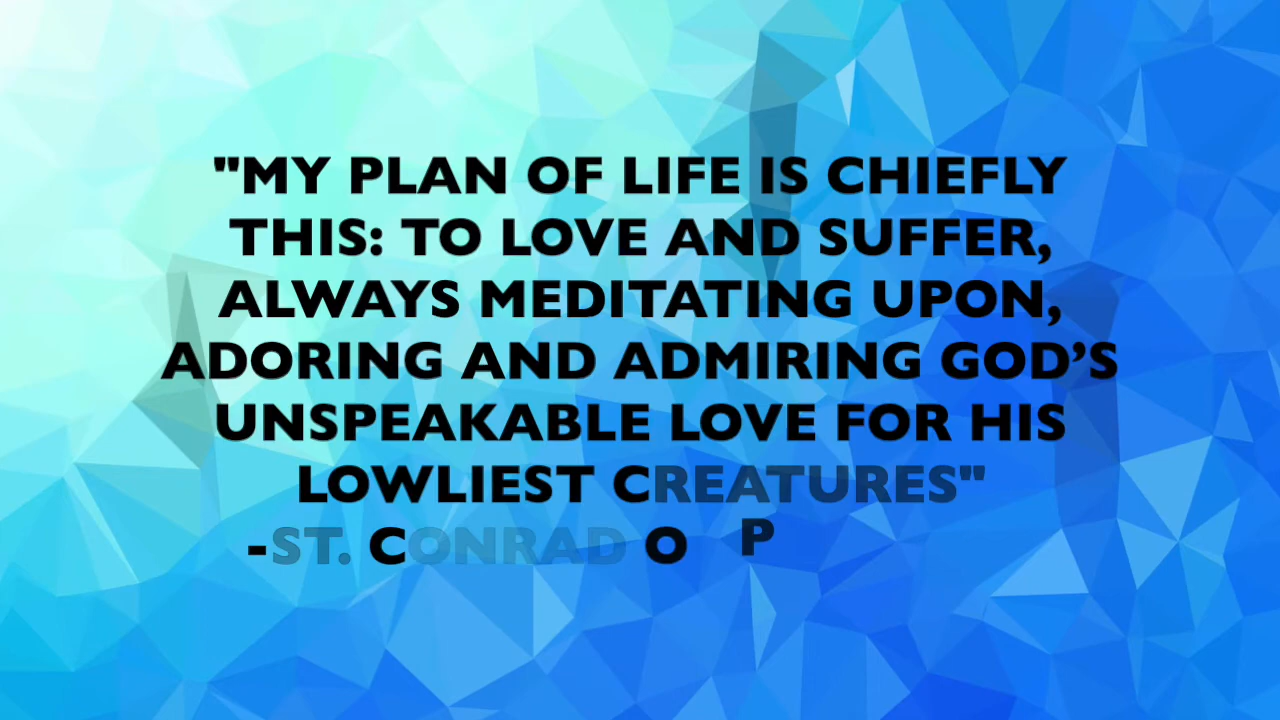 "MY PLAN OF LIFE IS CHIEFLY
THIS: TO LOVE AND SUFFER,
ALWAYS MEDITATING UPON,
ADORING AND ADMIRING GOD’S
UNSPEAKABLE LOVE FOR HIS
LOWLIEST CREATURES"
-ST. CONRAD O P